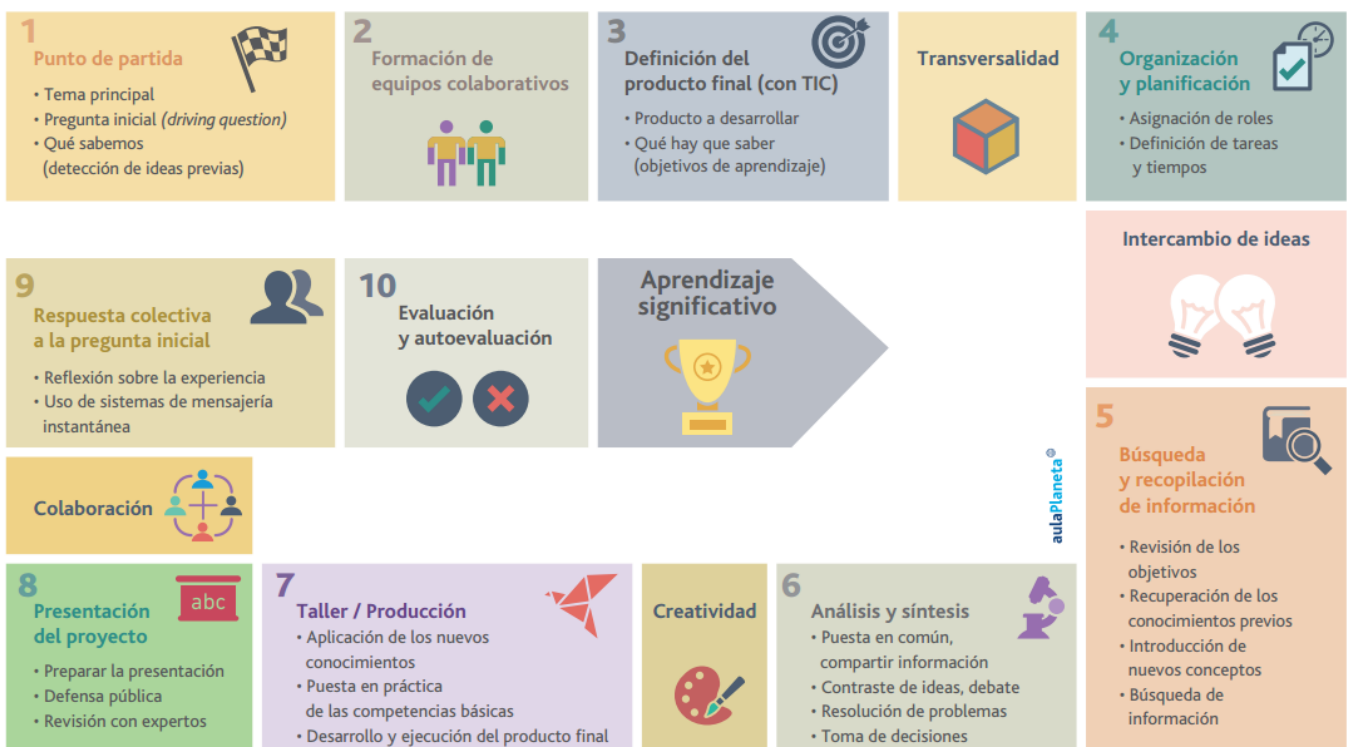 1
Punto de partida
• Tema principal
• Pregunta inicial (driving question)
• Qué sabemos
(detección de ideas previas)
2
Formación de
equipos colaborativos
3
Definición del
producto final (con TIC)
• Producto a desarrollar
• Qué hay que saber
(objetivos de aprendizaje)
Transversalidad
4
Organización
y planificación
• Asignación de roles
• Definición de tareas
y tiempos
Intercambio de ideas
5
Búsqueda
y recopilación
de información
• Revisión de los
objetivos
• Recuperación de los
conocimientos previos
• Introducción de
nuevos conceptos
• Búsqueda de
información
6
Análisis y síntesis
• Puesta en común,
compartir información
• Contraste de ideas, debate
• Resolución de problemas
• Toma de decisiones
Creatividad
7
Taller / Producción
• Aplicación de los nuevos
conocimientos
• Puesta en práctica
de las competencias básicas
• Desarrollo y ejecución del producto final
8
Presentación
del proyecto
abc
• Preparar la presentación
• Defensa pública
• Revisión con expertos
Colaboración
9
Respuesta colectiva
a la pregunta inicial
• Reflexión sobre la experiencia
• Uso de sistemas de mensajería
instantánea
10
Evaluación
y autoevaluación
Aprendizaje
significativo
aulaPlaneta